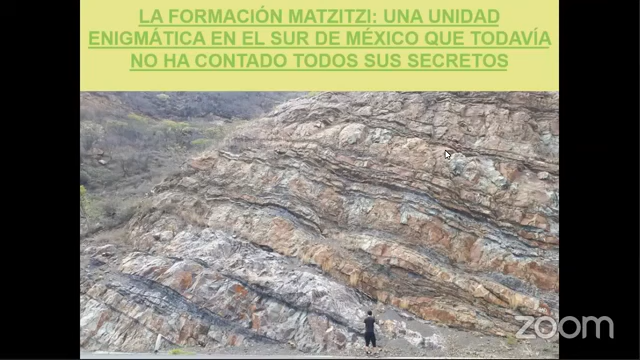 LA FORMACIÓN MATZITZI: UNA UNIDAD
ENIGMÁTICA EN EL SUR DE MÉXICO QUE TODAVÍA
NO HA CONTADO TODOS SUS SECRETOS
zoom